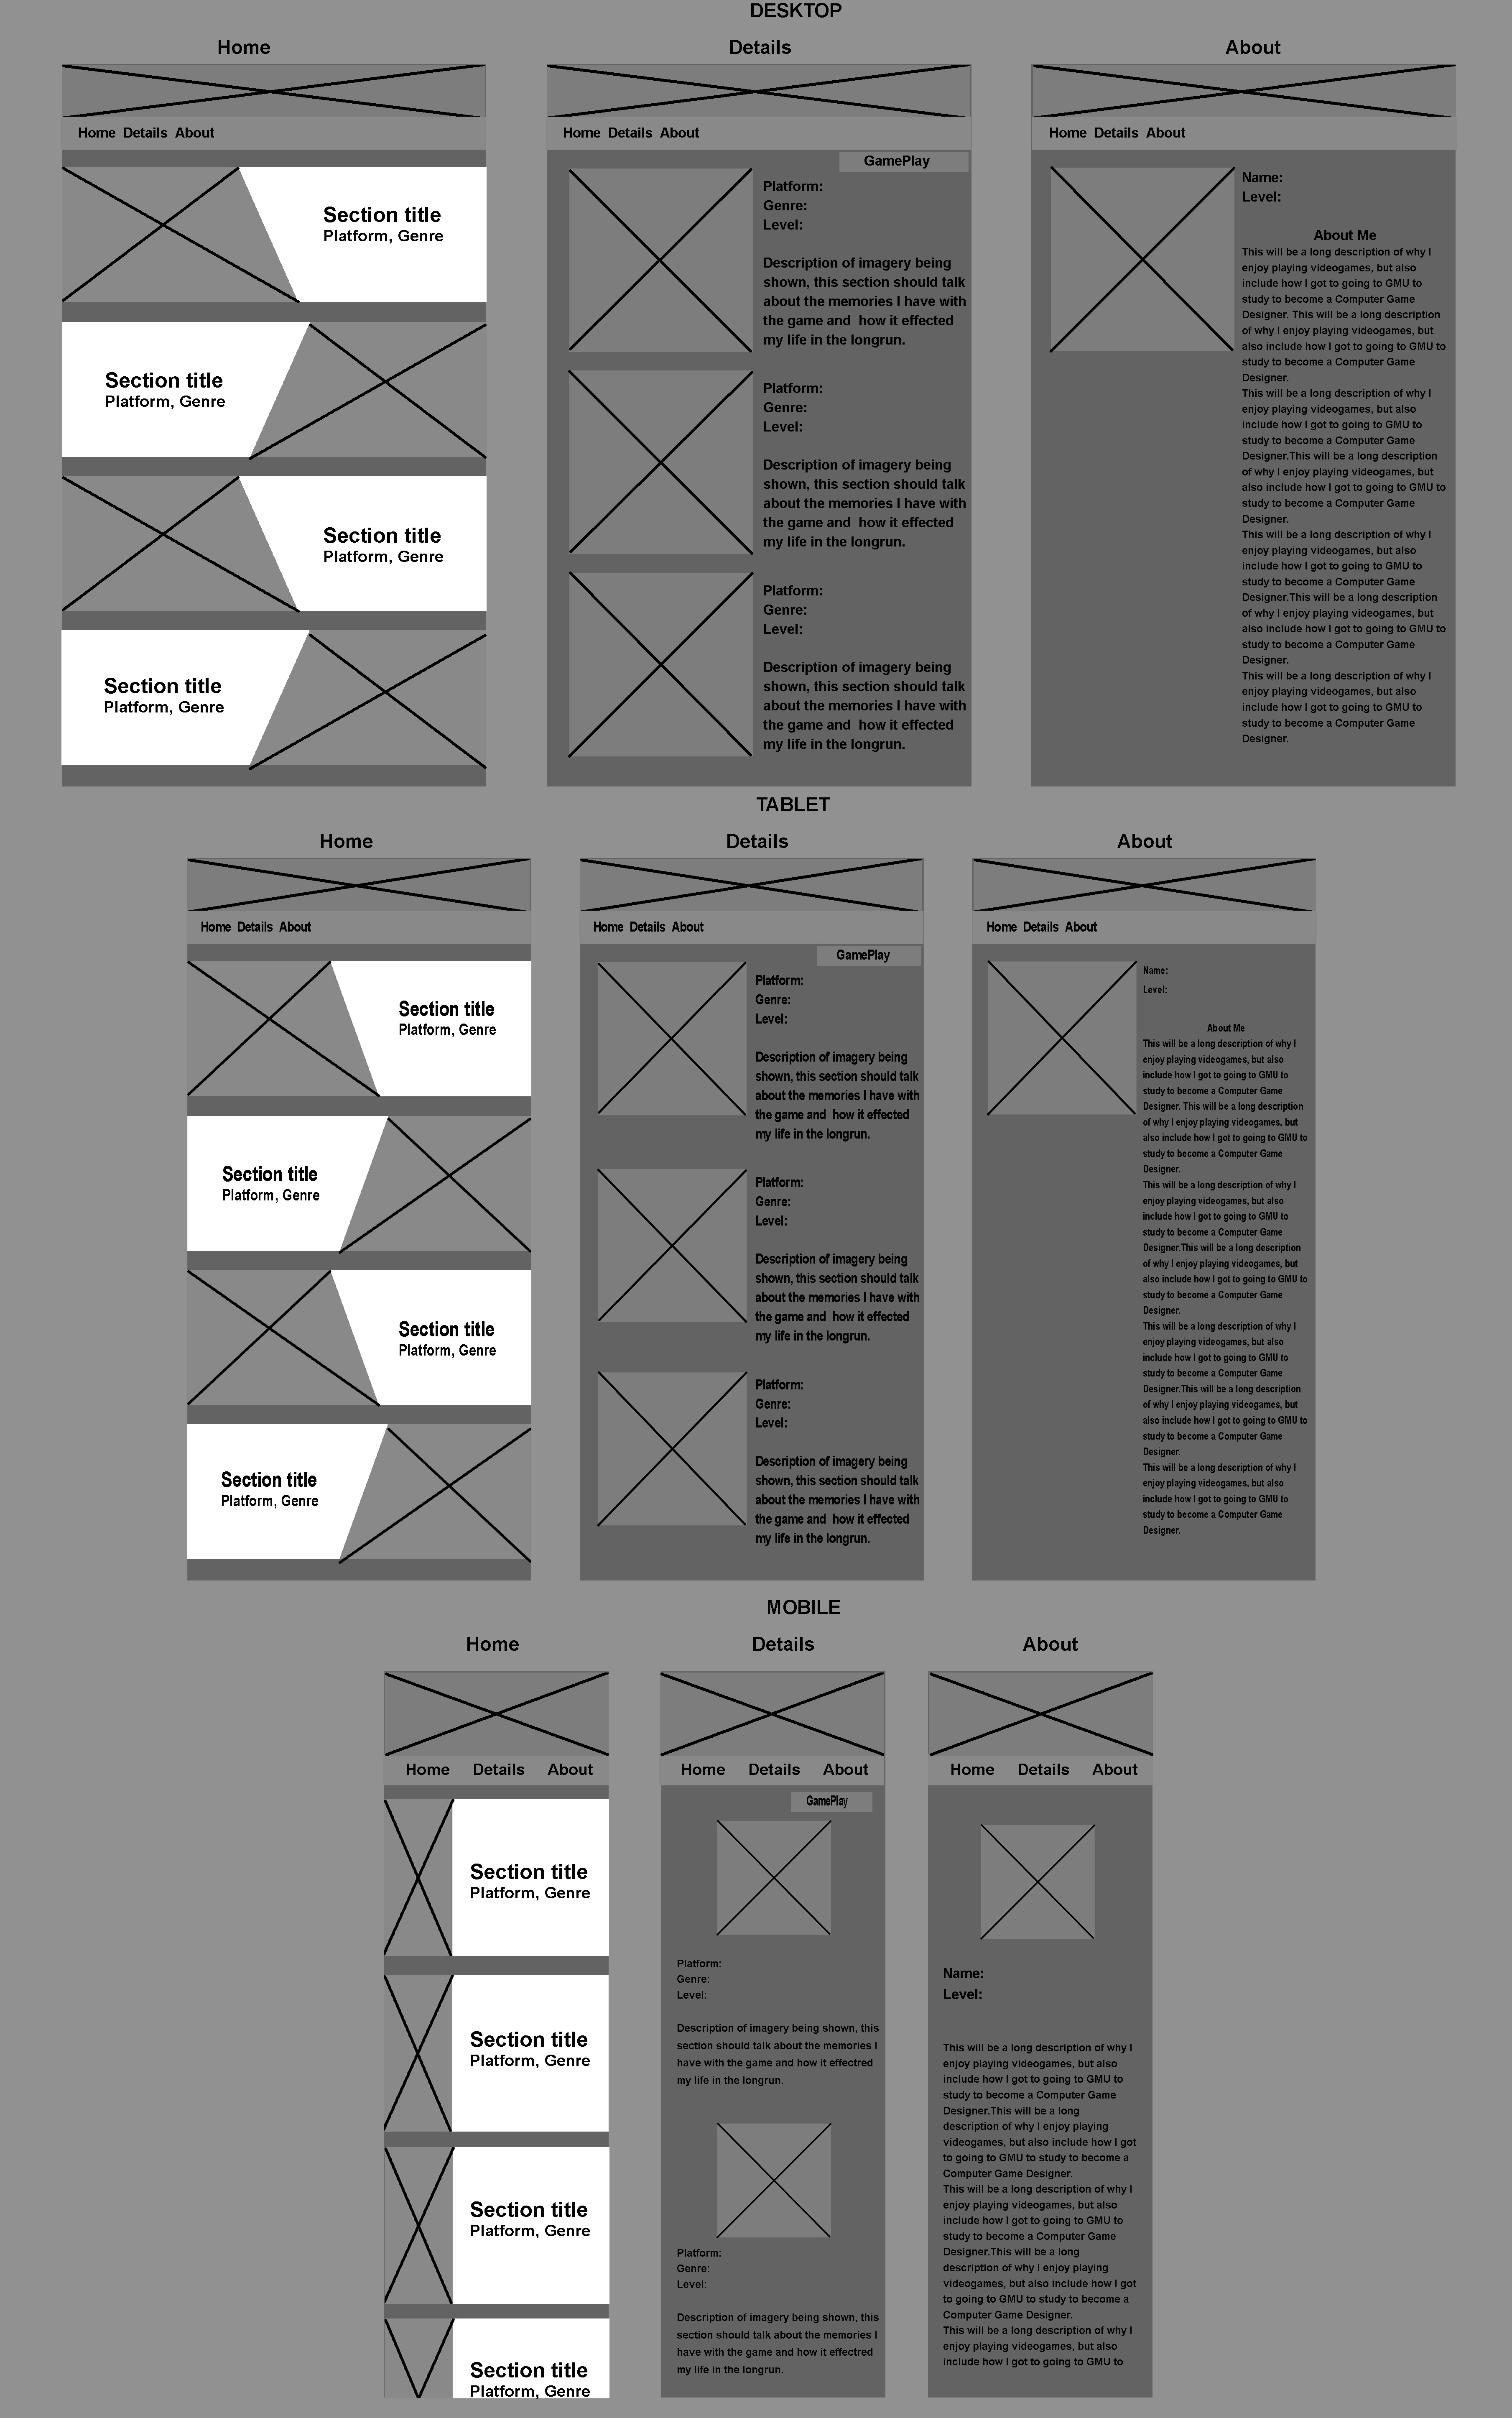 DESKTOP
Home
Home Details About
Section title
Platform, Genre
Section title
Platform, Genre
Section title
Platform, Genre
Section title
Platform, Genre
Details
Home Details About
GamePlay
Platform:
Genre:
Level:
Description of imagery being
shown, this section should talk
about the memories I have with
the game and how it effected
my life in the longrun.
Platform:
Genre:
Level:
Description of imagery being
shown, this section should talk
about the memories I have with
the game and how it effected
my life in the longrun.
Platform:
Genre:
Level:
Description of imagery being
shown, this section should talk
about the memories I have with
the game and how it effected
my life in the longrun.
About
Home Details About
Name:
Level:
About Me
This will be a long description of why I
enjoy playing videogames, but also
include how I got to going to GMU to
study to become a Computer Game
Designer. This will be a long description
of why I enjoy playing videogames, but
also include how I got to going to GMU to
study to become a Computer Game
Designer.
This will be a long description of why I
enjoy playing videogames, but also
include how I got to going to GMU to
study to become a Computer Game
Designer.This will be a long description
of why I enjoy playing videogames, but
also include how I got to going to GMU to
study to become a Computer Game
Designer.
This will be a long description of why I
enjoy playing videogames, but also
include how I got to going to GMU to
study to become a Computer Game
Designer.This will be a long description
of why I enjoy playing videogames, but
also include how I got to going to GMU to
study to become a Computer Game
Designer.
This will be a long description of why I
enjoy playing videogames, but also
include how I got to going to GMU to
study to become a Computer Game
Designer.
TABLET
Home
Home Details About
Section title
Platform, Genre
Section title
Platform, Genre
Section title
Platform, Genre
Section title
Platform, Genre
Details
Home Details About
GamePlay
Platform:
Genre:
Level:
Description of imagery being
shown, this section should talk
about the memories I have with
the game and how it effected
my life in the longrun.
Platform:
Genre:
Level:
Description of imagery being
shown, this section should talk
about the memories I have with
the game and how it effected
my life in the longrun.
Platform:
Genre:
Level:
Description of imagery being
shown, this section should talk
about the memories I have with
the game and how it effected
my life in the longrun.
About
Home Details About
Name:
Level:
About Me
This will be a long description of why I
enjoy playing videogames, but also
include how I got to going to GMU to
study to become a Computer Game
Designer. This will be a long description
of why I enjoy playing videogames, but
also include how I got to going to GMU to
study to become a Computer Game
Designer.
This will be a long description of why I
enjoy playing videogames, but also
include how I got to going to GMU to
study to become a Computer Game
Designer.This will be a long description
of why I enjoy playing videogames, but
also include how I got to going to GMU to
study to become a Computer Game
Designer.
This will be a long description of why I
enjoy playing videogames, but also
include how I got to going to GMU to
study to become a Computer Game
Designer.This will be a long description
of why I enjoy playing videogames, but
also include how I got to going to GMU to
study to become a Computer Game
Designer.
This will be a long description of why I
enjoy playing videogames, but also
include how I got to going to GMU to
study to become a Computer Game
Designer.
MOBILE
Home
Home Details About
Section title
Platform, Genre
Section title
Platform, Genre
Section title
Platform, Genre
Section title
Platform, Genre
Details
Home Details About
GamePlay
Platform:
Genre:
Level:
Description of imagery being shown, this
section should talk about the memories I
have with the game and how it effectred
my life in the longrun.
Platform:
Genre:
Level:
Description of imagery being shown, this
section should talk about the memories I
have with the game and how it effectred
my life in the longrun.
About
Home Details About
Name:
Level:
This will be a long description of why I
enjoy playing videogames, but also
include how I got to going to GMU to
study to become a Computer Game
Designer.This will be a long
description of why I enjoy playing
videogames, but also include how I got
to going to GMU to study to become a
Computer Game Designer.
This will be a long description of why I
enjoy playing videogames, but also
include how I got to going to GMU to
study to become a Computer Game
Designer.This will be a long
description of why I enjoy playing
videogames, but also include how I got
to going to GMU to study to become a
Computer Game Designer.
This will be a long description of why I
enjoy playing videogames, but also
include how I got to going to GMU to